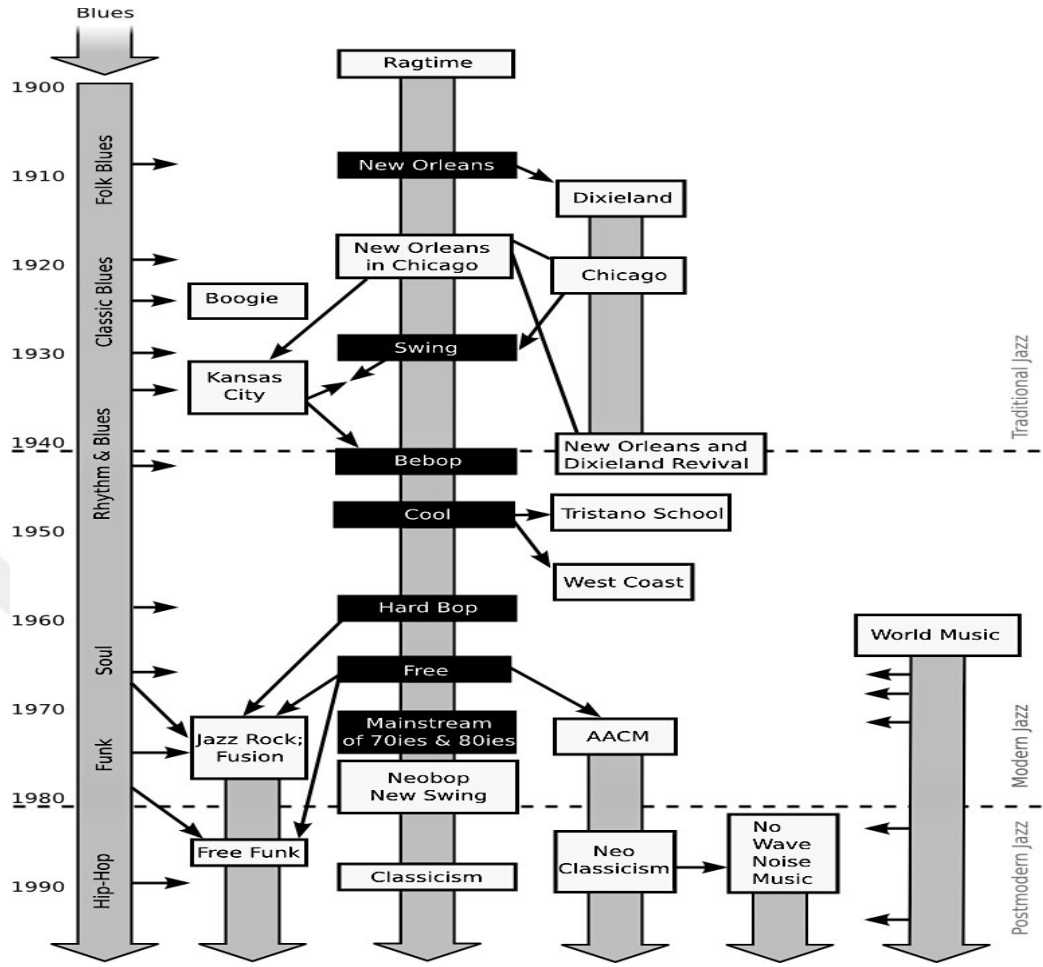 Blues
Ragtime
1900
New Orleans
Folk Blues
1910
Dixieland
New Orleans
in Chicago
1920
Chicago
Classic Blues
Boogie
1930
Swing
Kansas
City
Traditional Jazz
1940
New Orleans and
Dixieland Revival
Bebop
Rhythm & Blues
Cool
Tristano School
1950
West Coast
Hard Bop
1960
World Music
Soul
Free
1970
Mainstream
of 70ies & 80ies
Jazz Rock;
Fusion
AACM
Funk
Modern Jazz
Neobop
New Swing
1980
No
Wave
Noise
Music
Free Funk
Neo
Classicism
Classicism
1990
Hip-Hop
Postmodern Jazz